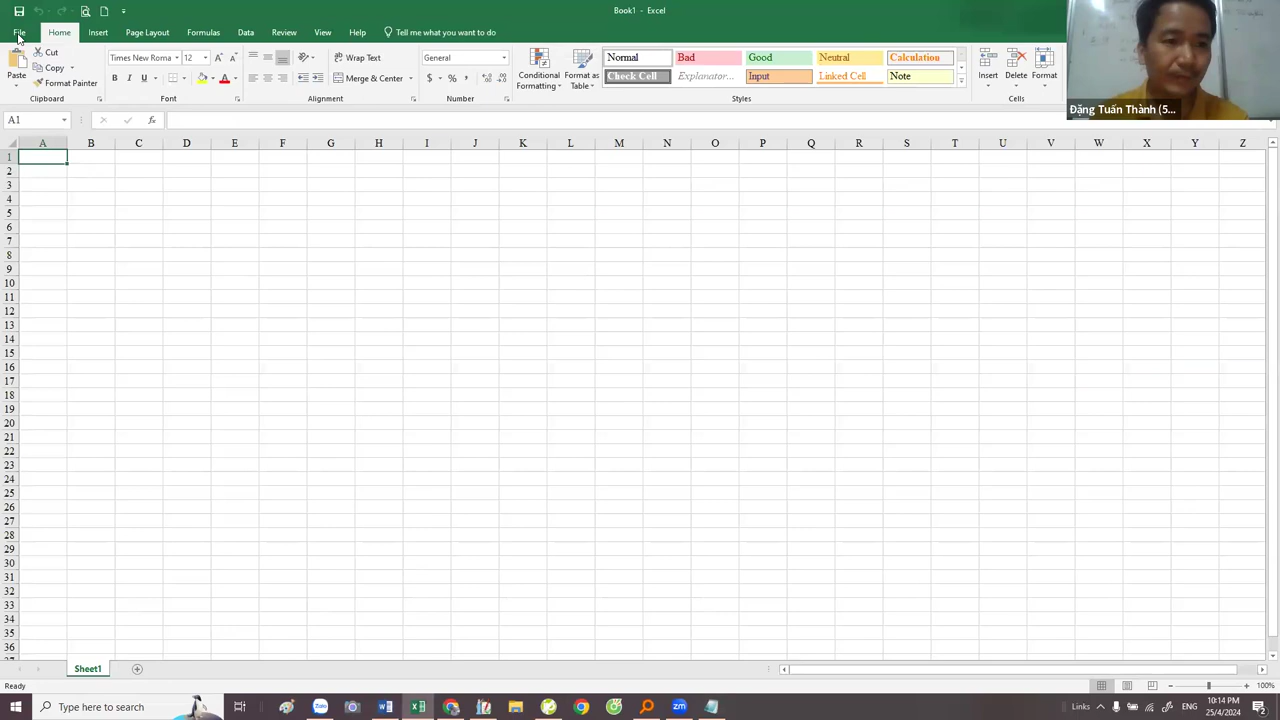 Book1 - Excel
File Home Insert Page Layout Formulas Data Review View Help Tell me what you want to do
Paste
Cut
Copy
Format Painter
Clipboard
Times New Roma 12
B I U
Font
Wrap Text
Merge & Center
Alignment
General
$ % ,
Number
Conditional Formatting
Format as Table
Normal Bad Good Neutral Calculation
Check Cell Explanator... Input Linked Cell Note
Styles
Insert Delete Format
Cells
Đặng Tuấn Thành (5...
A1 fx
A B C D E F G H I J K L M N O P Q R S T U V W X Y Z
1
2
3
4
5
6
7
8
9
10
11
12
13
14
15
16
17
18
19
20
21
22
23
24
25
26
27
28
29
30
31
32
33
34
35
36
Sheet1
Ready 100%
Type here to search
Links ENG 10:14 PM
25/4/2024 2